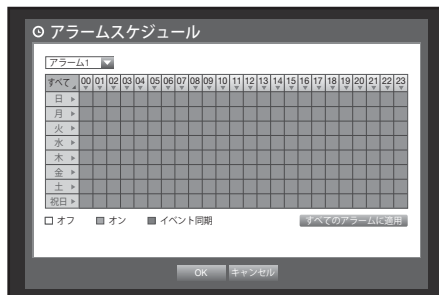 アラームスケジュール
アラーム1
すべて 00 01 02 03 04 05 06 07 08 09 10 11 12 13 14 15 16 17 18 19 20 21 22 23
日
月
火
水
木
金
土
祝日
オフ オン イベント同期 すべてのアラームに適用
OK キャンセル